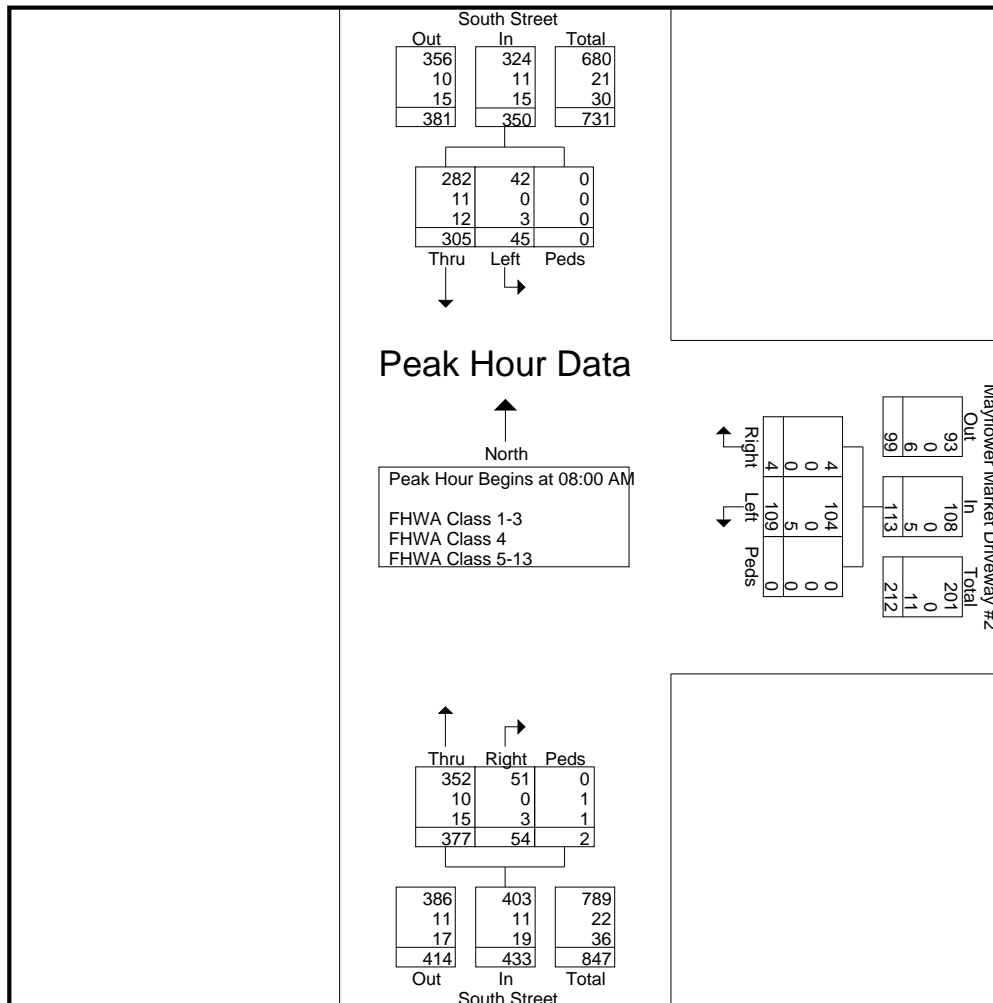 South Street
Out In Total
356 324 680
10 11 21
15 15 30
381 350 731
282 42 0
11 0 0
12 3 0
305 45 0
Thru Left Peds
Peak Hour Data
North
Peak Hour Begins at 08:00 AM
FHWA Class 1-3
FHWA Class 4
FHWA Class 5-13
Mayflower Market Driveway #2
Out In Total
93 108 201
0 0 0
6 5 11
99 113 212
4 104 0
0 0 0
0 5 0
4 109 0
Right Left Peds
Thru Right Peds
352 51 0
10 0 1
15 3 1
377 54 2
386 403 789
11 11 22
17 19 36
414 433 847
Out In Total
South Street